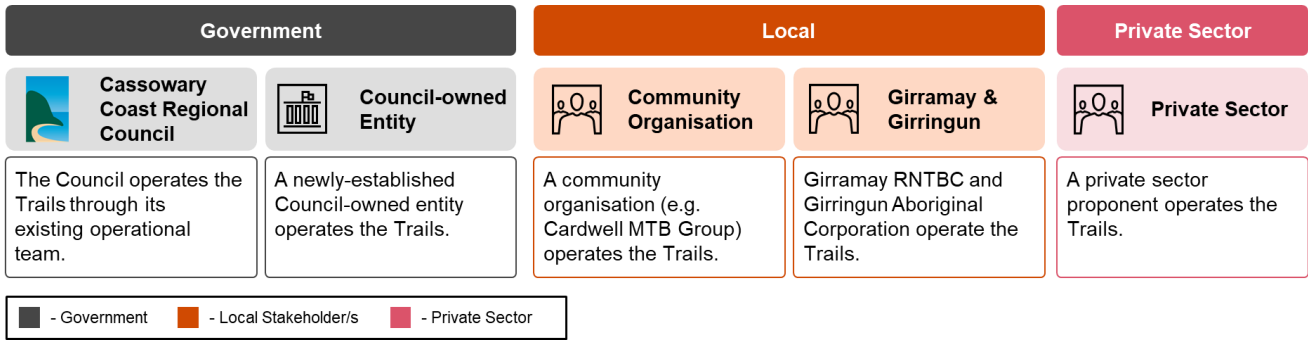 Government
Cassowary
Coast Regional
Council
The Council operates the
Trails through its
existing operational
team.
Council-owned
Entity
A newly-established
Council-owned entity
operates the Trails.
Local
Community
Organisation
A community
organisation (e.g.
Cardwell MTB Group)
operates the Trails.
Girramay &
Girringun
Girramay RNTBC and
Girringun Aboriginal
Corporation operate the
Trails.
Private Sector
Private Sector
A private sector
proponent operates the
Trails.
- Government
- Local Stakeholder/s
- Private Sector